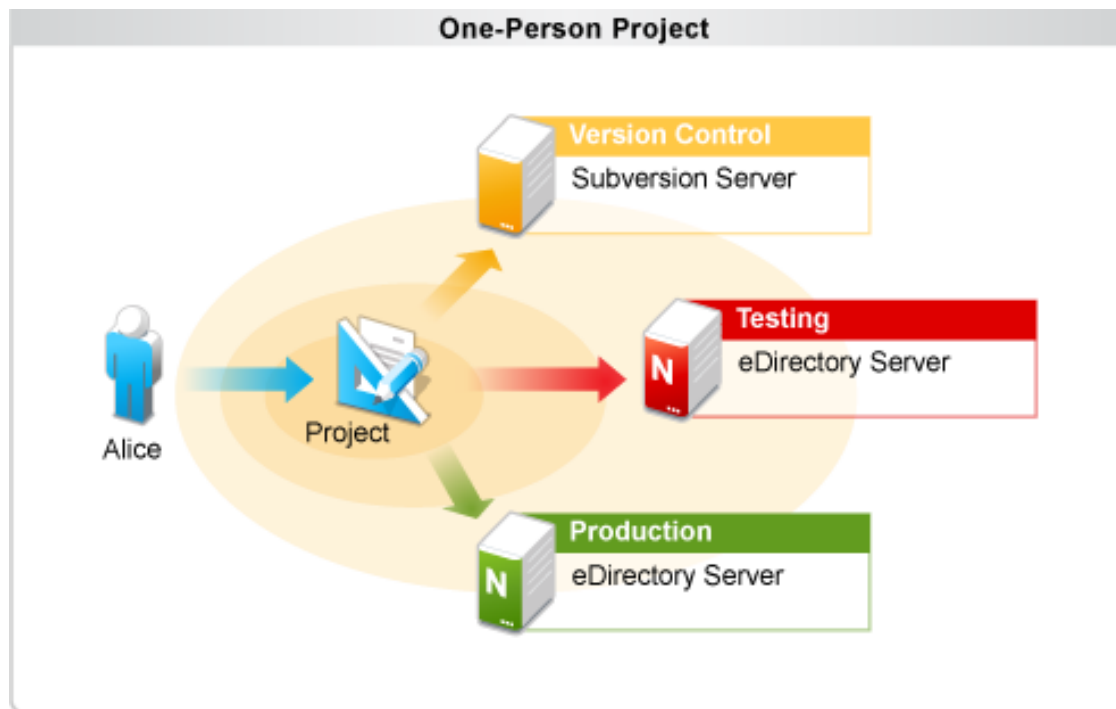 One-Person Project
Version Control
Subversion Server
Testing
eDirectory Server
N
Alice
Project
Production
eDirectory Server
N